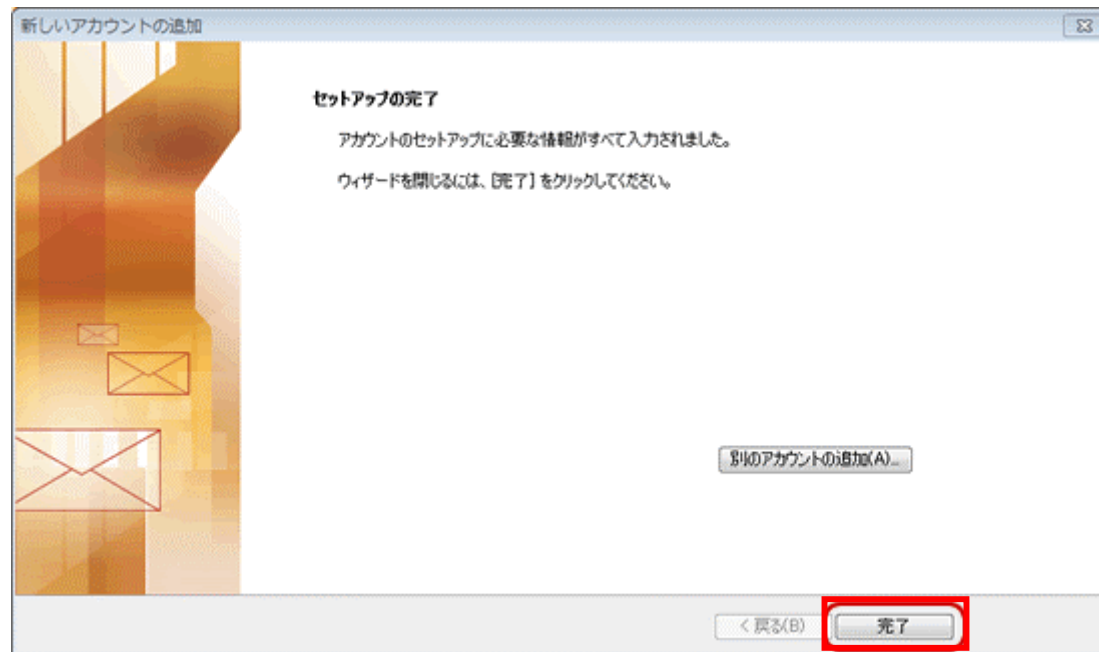 新しいアカウントの追加
セットアップの完了
アカウントのセットアップに必要な情報がすべて入力されました。
ウィザードを閉じるには、[完了] をクリックしてください。
別のアカウントの追加(A)...
< 戻る(B)
完了